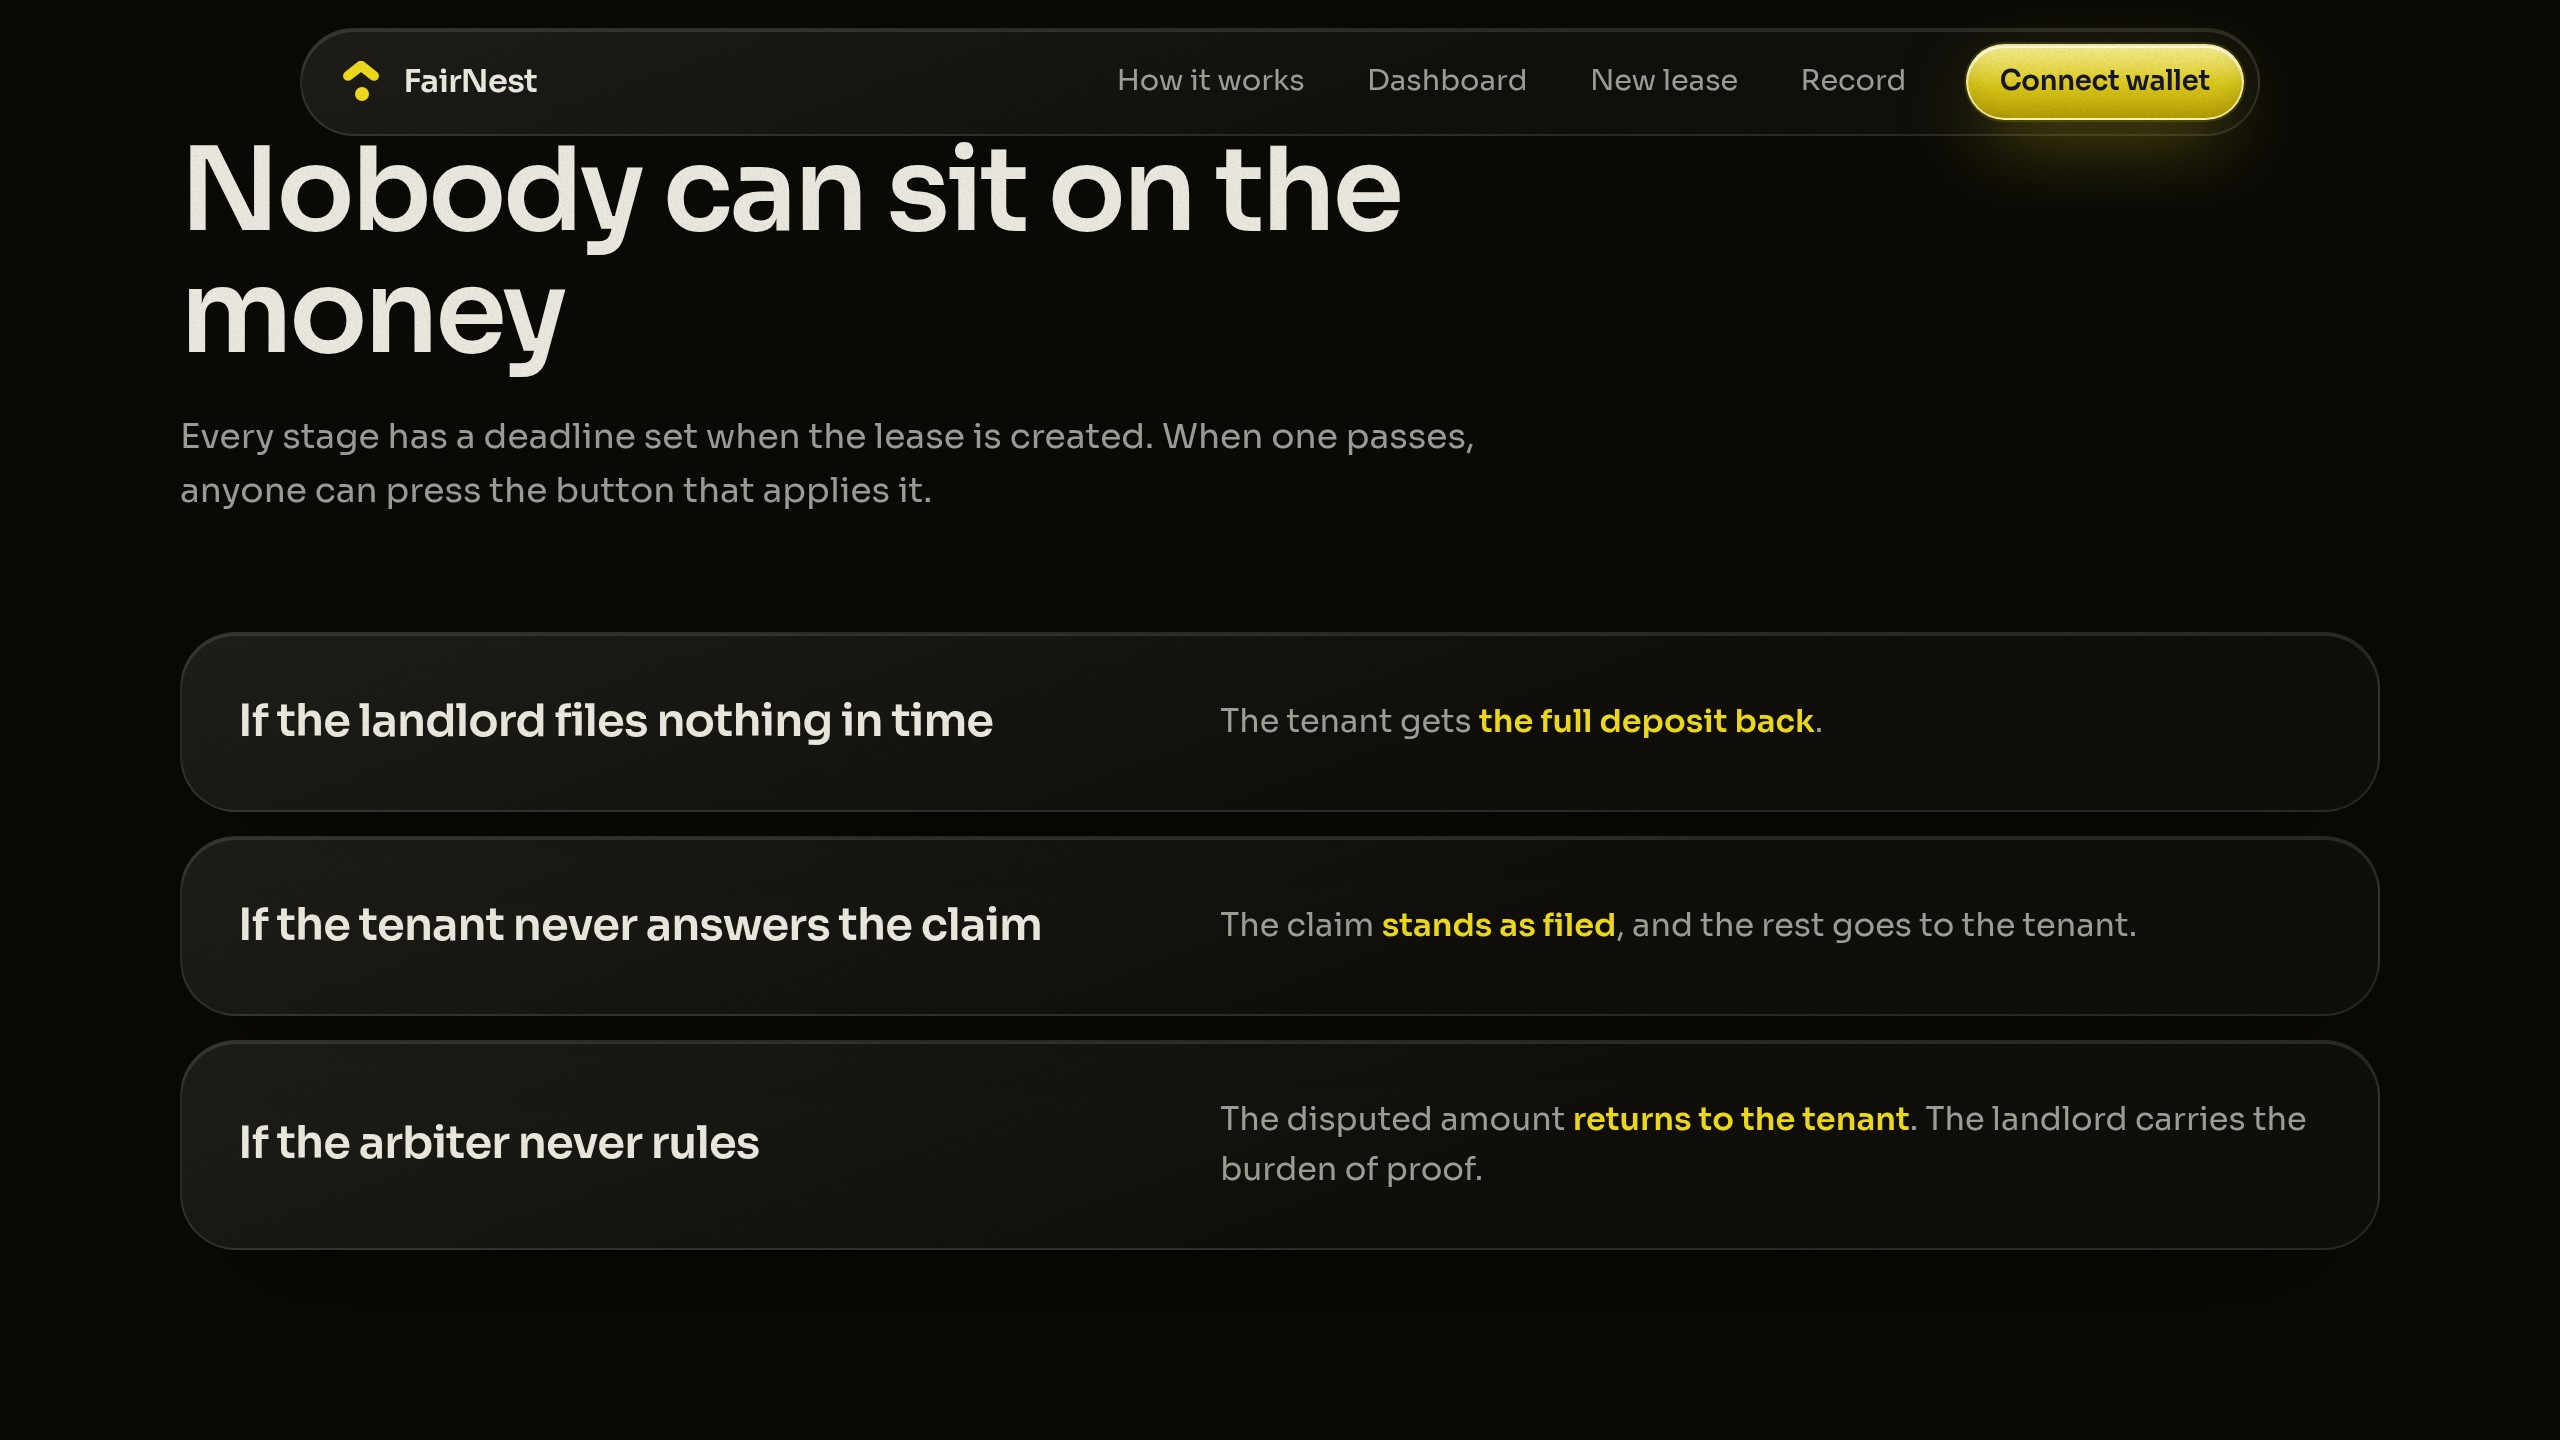 FairNest
How it works
Dashboard
New lease
Record
Connect wallet
Nobody can sit on the
money
Every stage has a deadline set when the lease is created. When one passes,
anyone can press the button that applies it.
If the landlord files nothing in time
The tenant gets the full deposit back.
If the tenant never answers the claim
The claim stands as filed, and the rest goes to the tenant.
If the arbiter never rules
The disputed amount returns to the tenant. The landlord carries the
burden of proof.